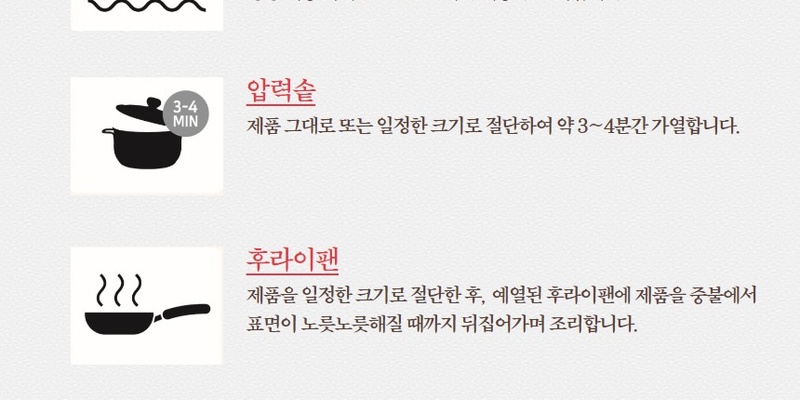 압력솥
3-4
MIN
제품 그대로 또는 일정한 크기로 절단하여 약 3~4분간 가열합니다.
후라이팬
제품을 일정한 크기로 절단한 후, 예열된 후라이팬에 제품을 중불에서
표면이 노릇노릇해질 때까지 뒤집어가며 조리합니다.